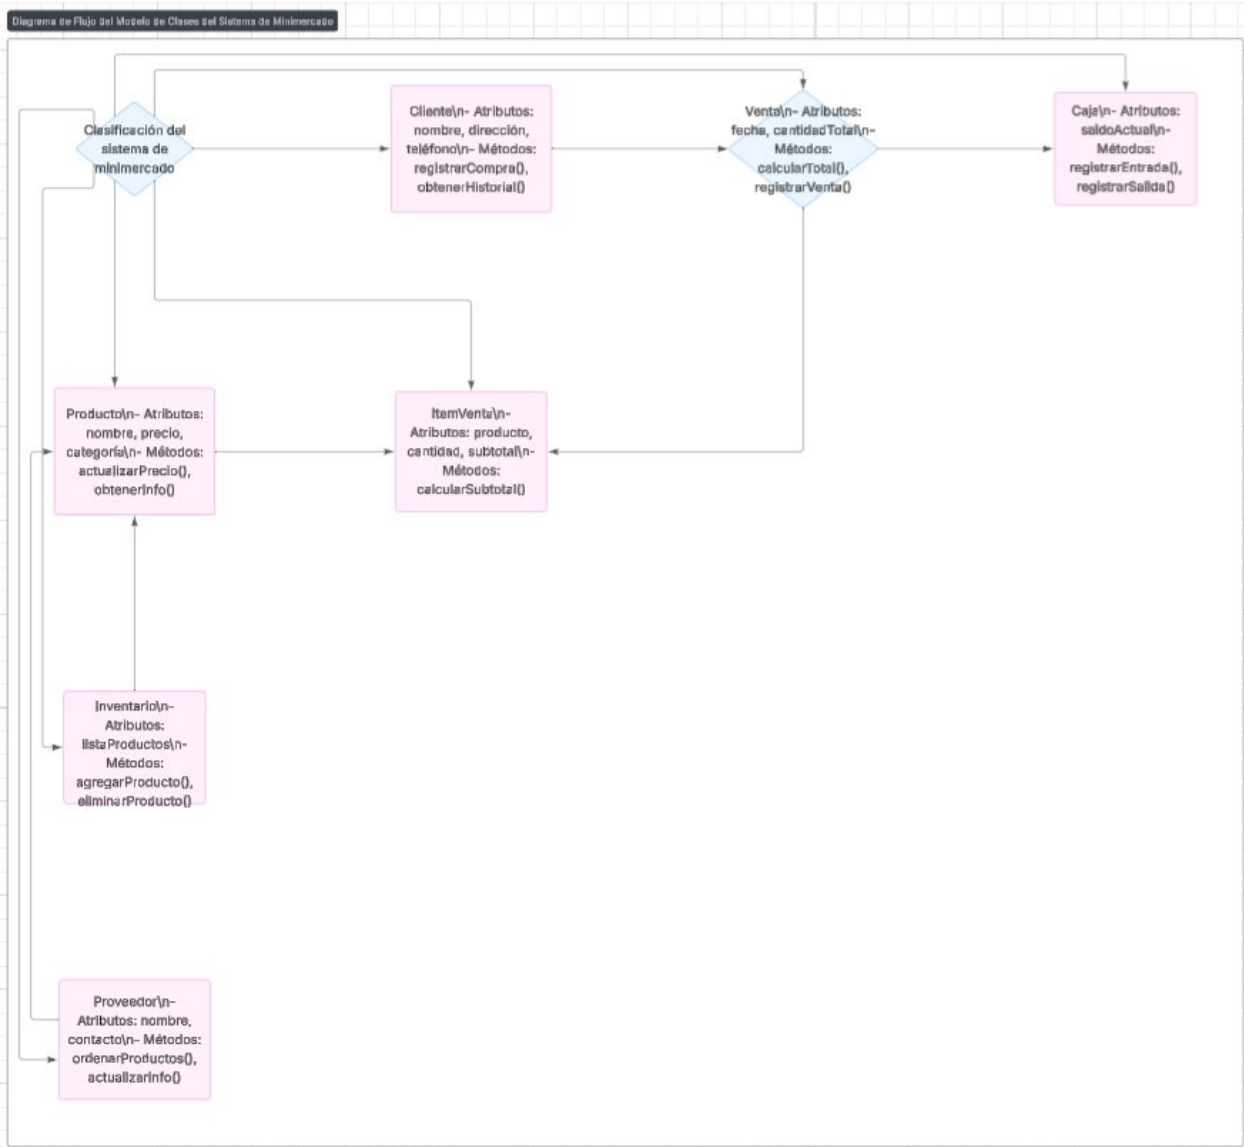 Diagrama de Flujo del Modelo de Clases del Sistema de Minimercado
Clasificación del
sistema de
minimercado
Cliente\n- Atributos:
nombre, dirección,
teléfono\n- Métodos:
registrarCompra(),
obtenerHistorial()
Venta\n- Atributos:
fecha, cantidadTotal\n-
Métodos:
calcularTotal(),
registrarVenta()
Caja\n- Atributos:
saldoActual\n-
Métodos:
registrarEntrada(),
registrarSalida()
Producto\n- Atributos:
nombre, precio,
categoría\n- Métodos:
actualizarPrecio(),
obtenerInfo()
ItemVenta\n-
Atributos: producto,
cantidad, subtotal\n-
Métodos:
calcularSubtotal()
Inventario\n-
Atributos:
listaProductos\n-
Métodos:
agregarProducto(),
eliminarProducto()
Proveedor\n-
Atributos: nombre,
contacto\n- Métodos:
ordenarProductos(),
actualizarInfo()